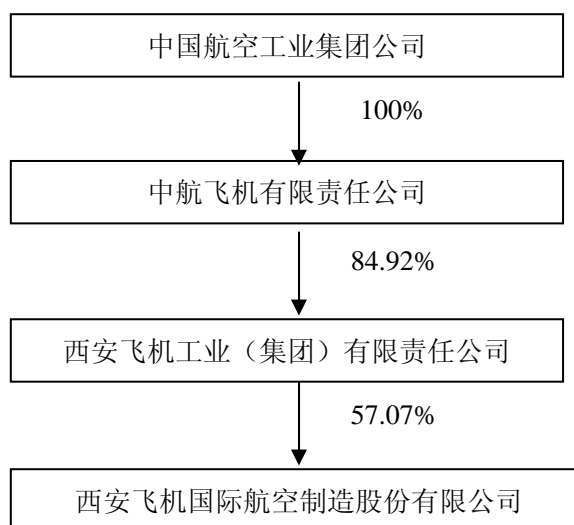 中国航空工业集团公司
100%
中航飞机有限责任公司
84.92%
西安飞机工业（集团）有限责任公司
57.07%
西安飞机国际航空制造股份有限公司